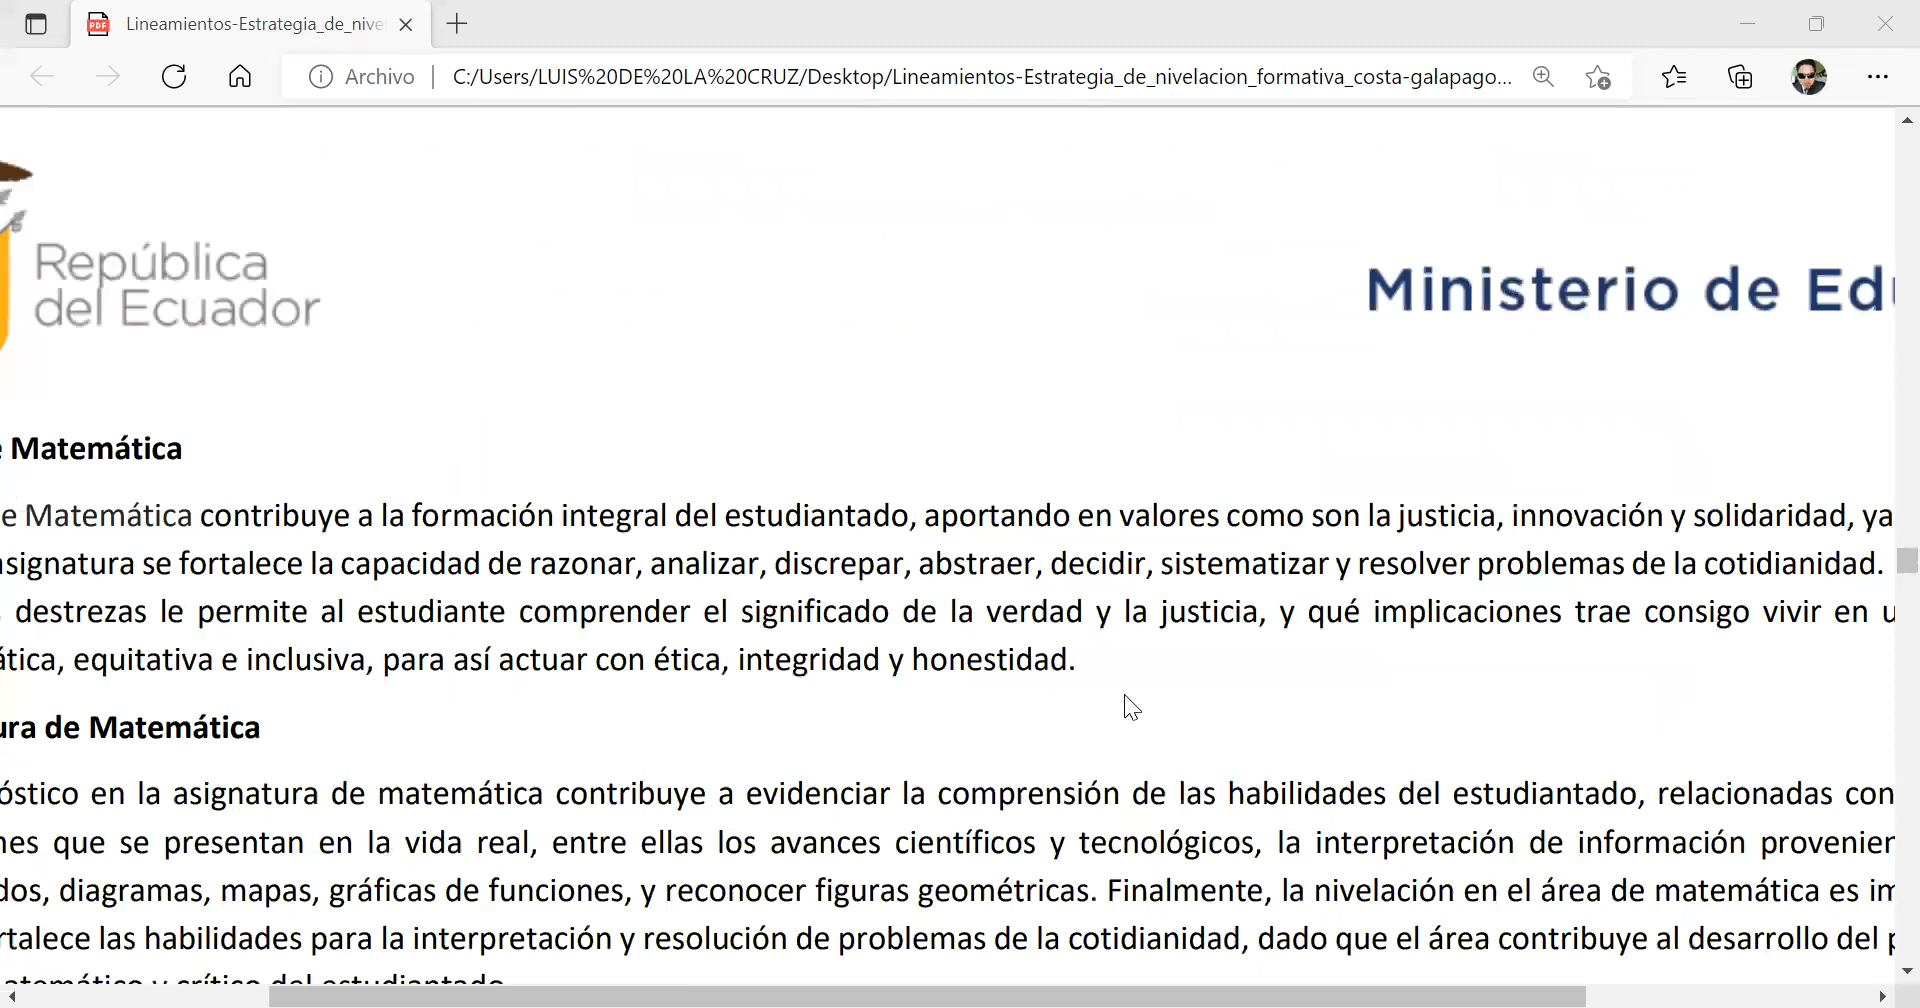 Lineamientos-Estrategia_de_nive
Archivo
C:/Users/LUIS%20DE%20LA%20CRUZ/Desktop/Lineamientos-Estrategia_de_nivelacion_formativa_costa-galapago...
República
del Ecuador
Ministerio de Edu
e Matemática
e Matemática contribuye a la formación integral del estudiantado, aportando en valores como son la justicia, innovación y solidaridad, ya
asignatura se fortalece la capacidad de razonar, analizar, discrepar, abstraer, decidir, sistematizar y resolver problemas de la cotidianidad.
destrezas le permite al estudiante comprender el significado de la verdad y la justicia, y qué implicaciones trae consigo vivir en u
ática, equitativa e inclusiva, para así actuar con ética, integridad y honestidad.
ura de Matemática
óstico en la asignatura de matemática contribuye a evidenciar la comprensión de las habilidades del estudiantado, relacionadas con
nes que se presentan en la vida real, entre ellas los avances científicos y tecnológicos, la interpretación de información provenien
dos, diagramas, mapas, gráficas de funciones, y reconocer figuras geométricas. Finalmente, la nivelación en el área de matemática es im
rtalece las habilidades para la interpretación y resolución de problemas de la cotidianidad, dado que el área contribuye al desarrollo del p
atemático y crítico del estudiantado